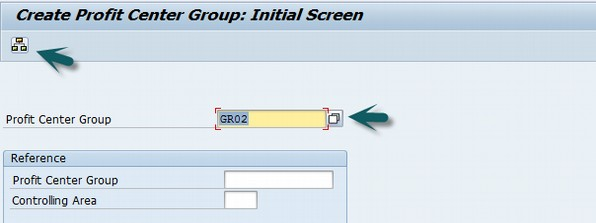 Create Profit Center Group: Initial Screen
Profit Center Group GR02
Reference
Profit Center Group
Controlling Area